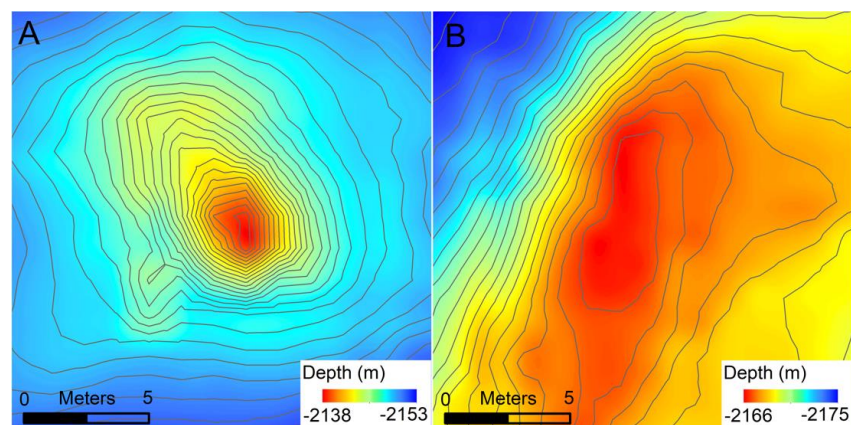 A
B
Depth (m)
-2138 -2153
0 Meters 5
Depth (m)
-2166 -2175
0 Meters 5